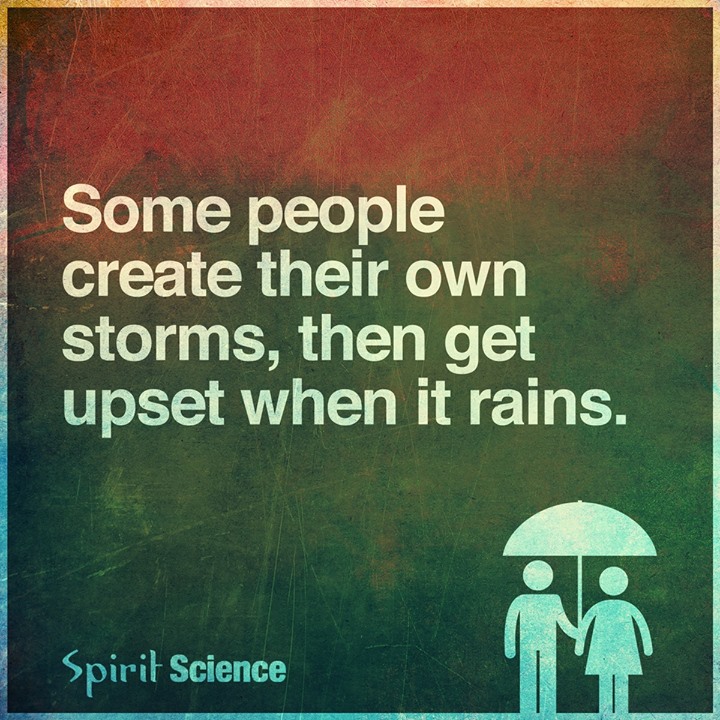 Some people
create their own
storms, then get
upset when it rains.
Spirit Science